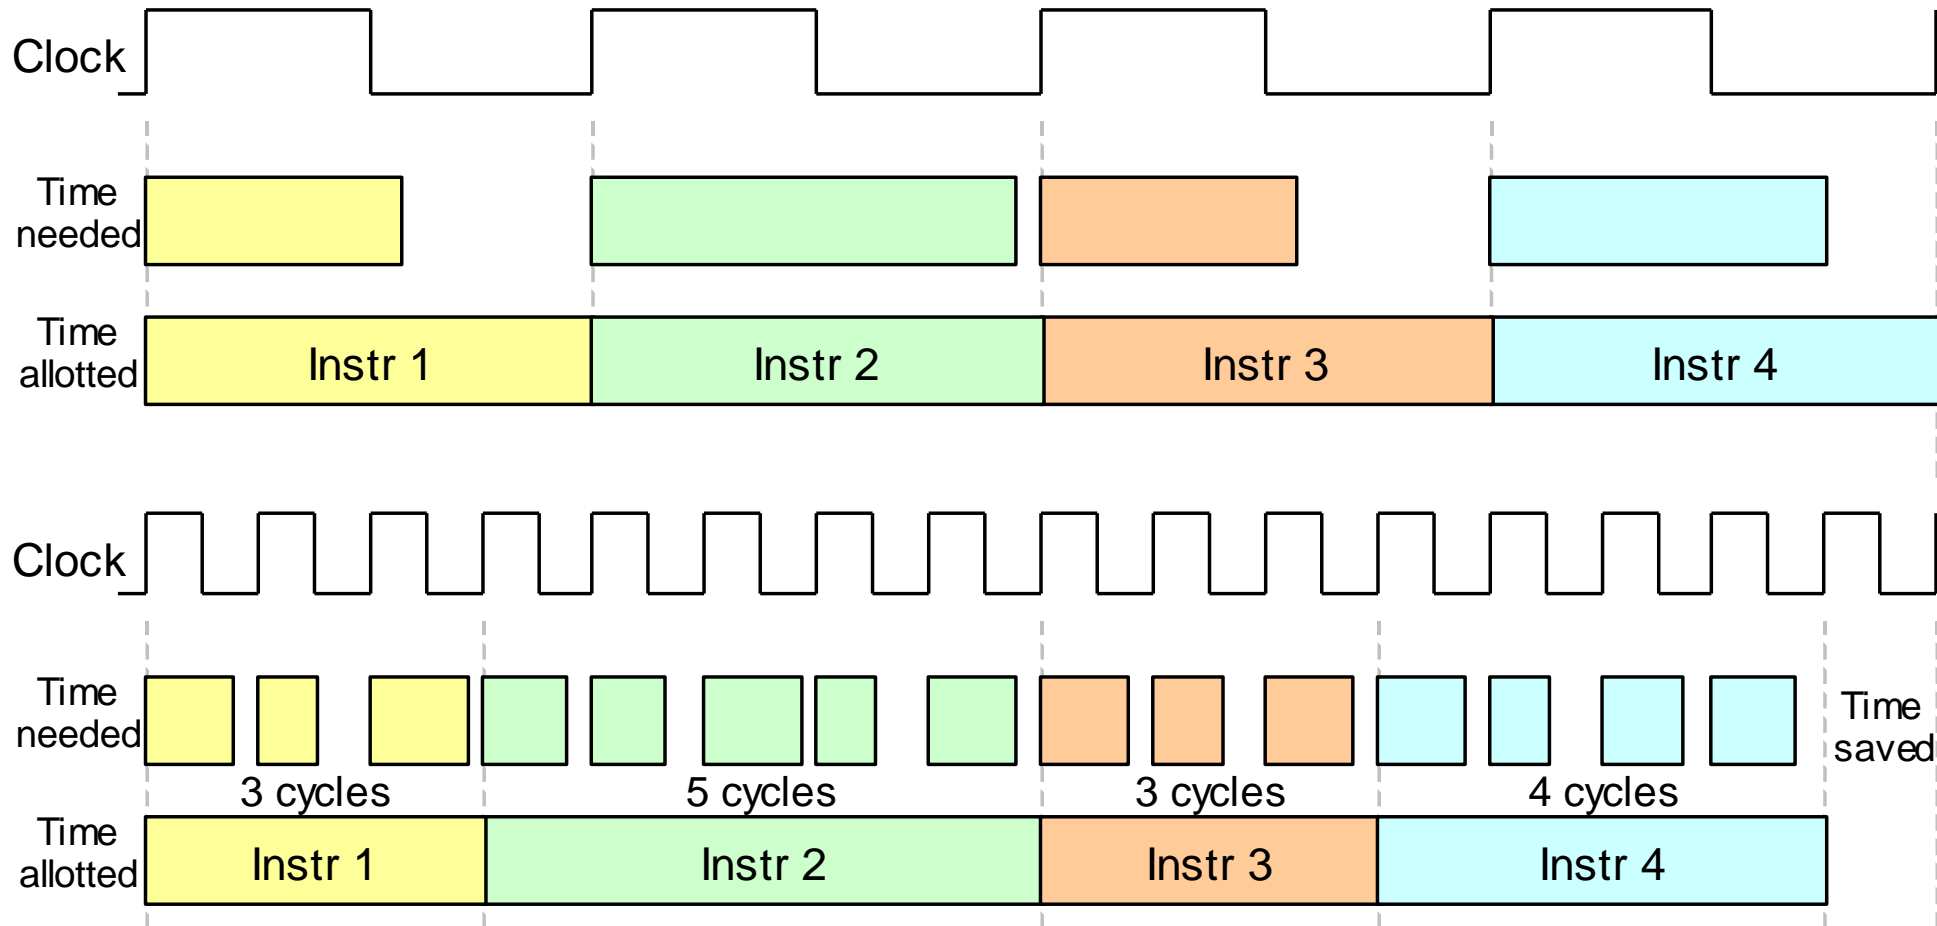 Clock
Time
needed
Time
allotted
Instr 1 Instr 2 Instr 3 Instr 4
Clock
Time
needed
Time
saved
3 cycles 5 cycles 3 cycles 4 cycles
Time
allotted
Instr 1 Instr 2 Instr 3 Instr 4